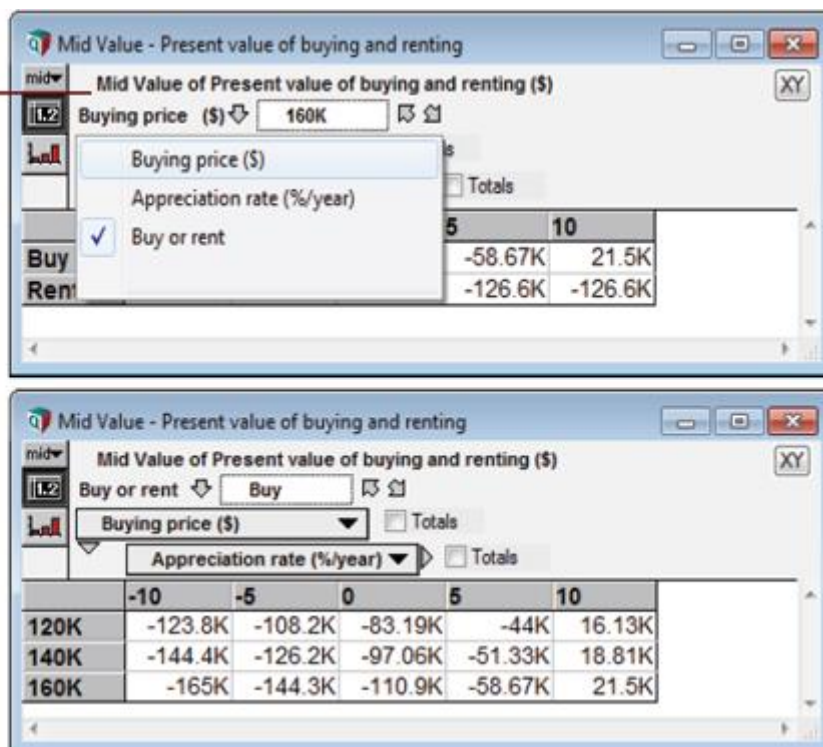 Mid Value - Present value of buying and renting
mid
Mid Value of Present value of buying and renting ($)
XY
1.2
Buying price ($) 160K
Buying price ($)
Totals
Appreciation rate (%/year)
Buy or rent
5 10
Buy -58.67K 21.5K
Rent -126.6K -126.6K
Mid Value - Present value of buying and renting
mid
Mid Value of Present value of buying and renting ($)
XY
1.2
Buy or rent Buy
Buying price ($) Totals
Appreciation rate (%/year) Totals
-10 -5 0 5 10
120K -123.8K -108.2K -83.19K -44K 16.13K
140K -144.4K -126.2K -97.06K -51.33K 18.81K
160K -165K -144.3K -110.9K -58.67K 21.5K